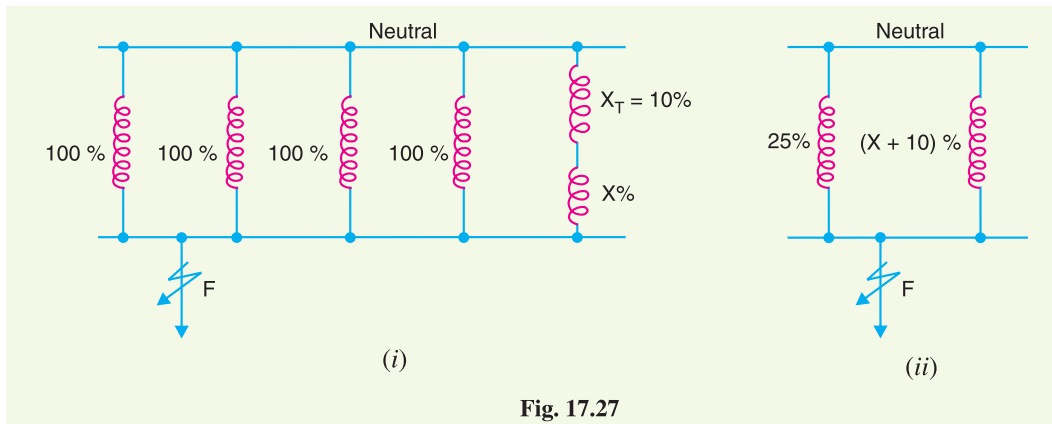 Neutral
X_T = 10%
100 % 100 % 100 % 100 %
X%
F
(i)
Neutral
25% (X + 10) %
F
(ii)
Fig. 17.27